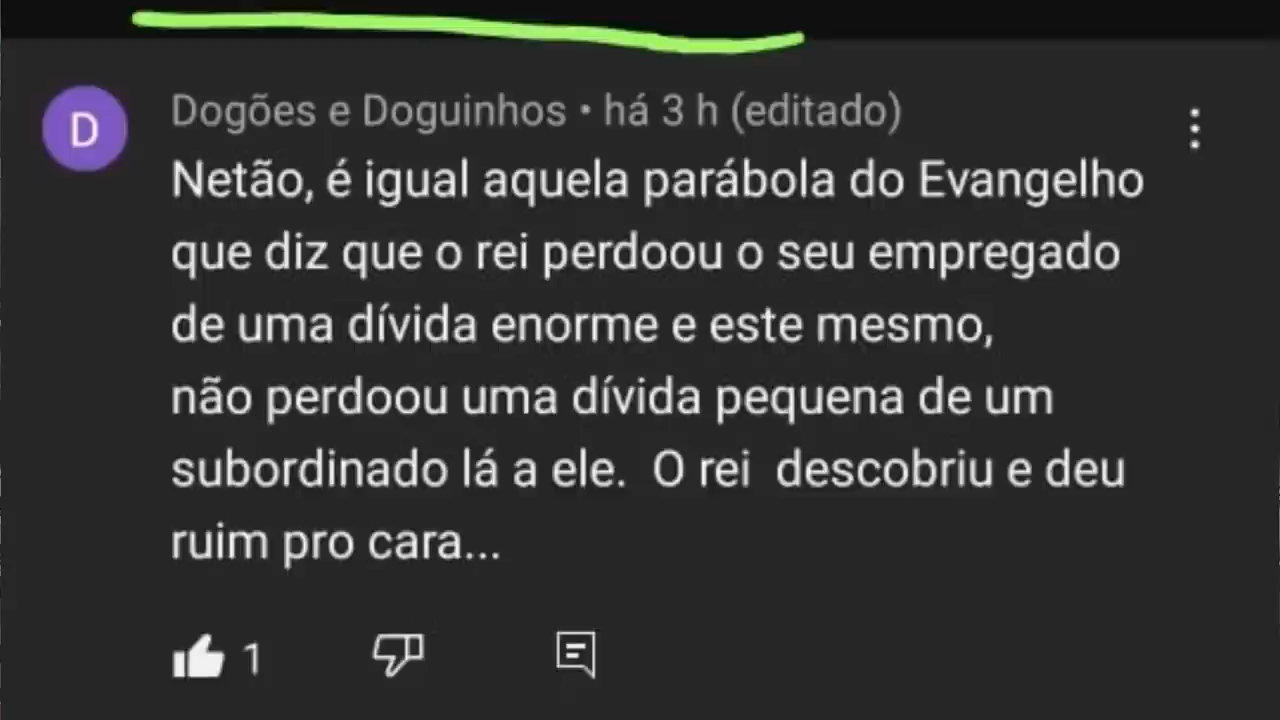 D
Dogões e Doguinhos • há 3 h (editado)
Netão, é igual aquela parábola do Evangelho
que diz que o rei perdoou o seu empregado
de uma dívida enorme e este mesmo,
não perdoou uma dívida pequena de um
subordinado lá a ele.  O rei  descobriu e deu
ruim pro cara...
1